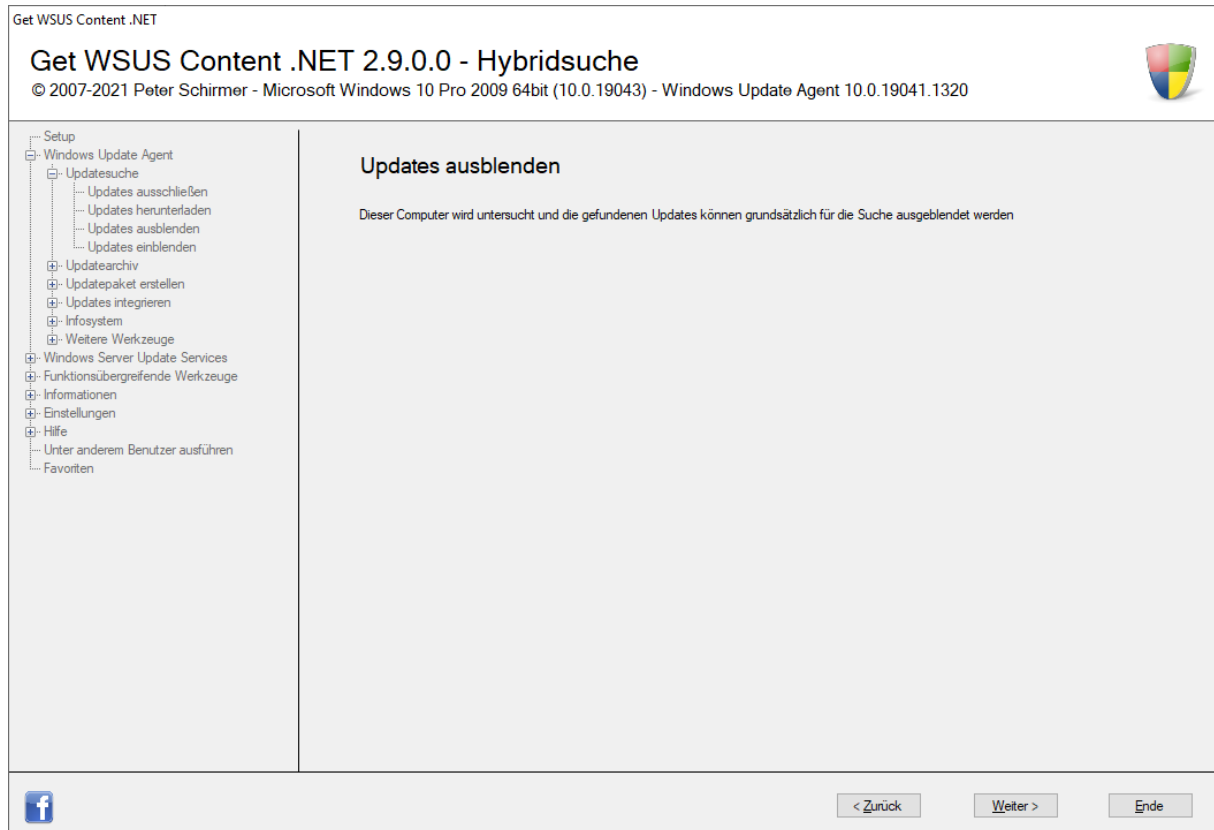 Get WSUS Content .NET
Get WSUS Content .NET 2.9.0.0 - Hybridsuche
© 2007-2021 Peter Schirmer - Microsoft Windows 10 Pro 2009 64bit (10.0.19043) - Windows Update Agent 10.0.19041.1320
Setup
Windows Update Agent
Updatesuche
Updates ausschließen
Updates herunterladen
Updates ausblenden
Updates einblenden
Updatearchiv
Updatepaket erstellen
Updates integrieren
Infosystem
Weitere Werkzeuge
Windows Server Update Services
Funktionsübergreifende Werkzeuge
Informationen
Einstellungen
Hilfe
Unter anderem Benutzer ausführen
Favoriten
Updates ausblenden
Dieser Computer wird untersucht und die gefundenen Updates können grundsätzlich für die Suche ausgeblendet werden
f
< Zurück
Weiter >
Ende